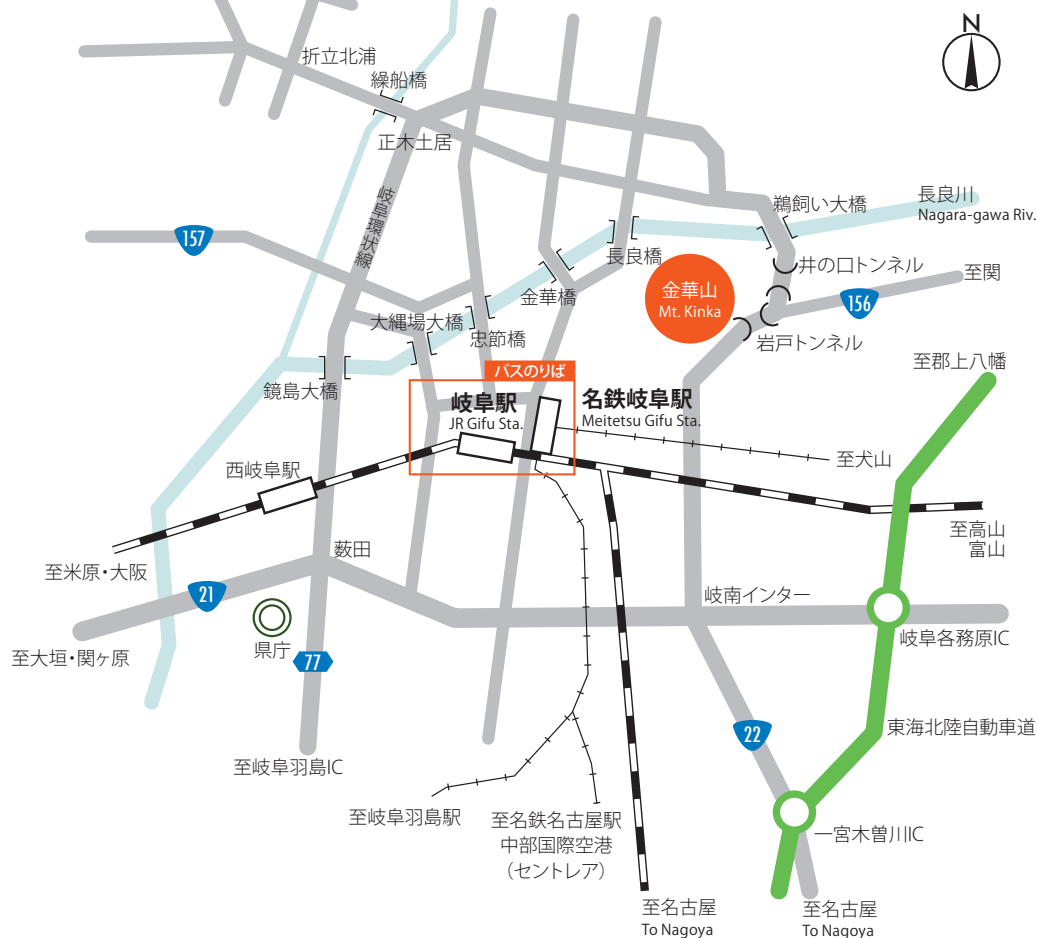 N
折立北浦
繰船橋
正木土居
岐阜環状線
鵜飼い大橋
長良川
Nagara-gawa Riv.
157
長良橋
井の口トンネル
至関
金華山
Mt. Kinka
金華橋
156
大縄場大橋
忠節橋
岩戸トンネル
至郡上八幡
バスのりば
鏡島大橋
岐阜駅
JR Gifu Sta.
名鉄岐阜駅
Meitetsu Gifu Sta.
至犬山
西岐阜駅
至高山
富山
薮田
至米原・大阪
21
岐南インター
県庁
岐阜各務原IC
至大垣・関ヶ原
77
22
東海北陸自動車道
至岐阜羽島IC
至岐阜羽島駅
至名鉄名古屋駅
中部国際空港
(セントレア)
一宮木曽川IC
至名古屋
To Nagoya
至名古屋
To Nagoya